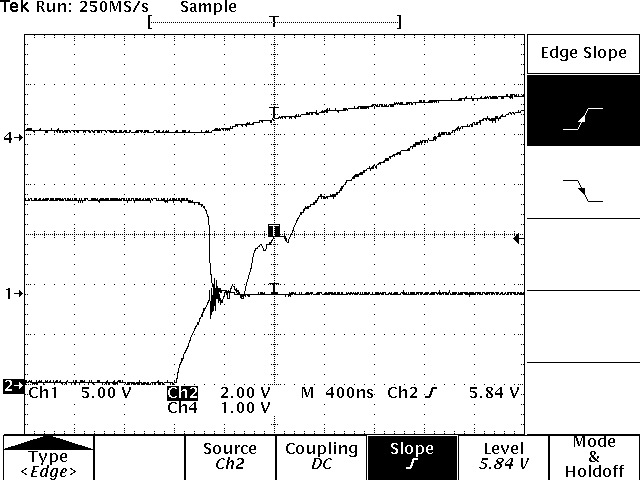 Tek Run: 250MS/s Sample
T
Edge Slope
T
4
T
1
T
2
Ch1 5.00 V Ch2 2.00 V M 400ns Ch2 5.84 V
Ch4 1.00 V
Type
<Edge>
Source
Ch2
Coupling
DC
Slope
Level
5.84 V
Mode
&
Holdoff